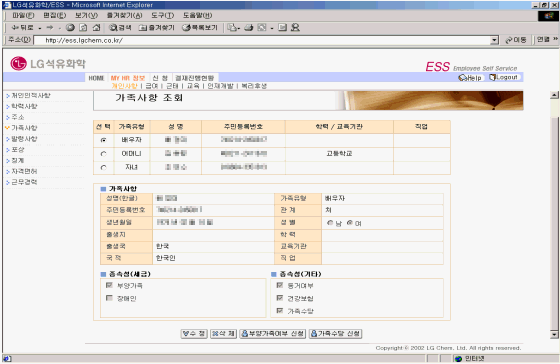 LG석유화학/ESS - Microsoft Internet Explorer
파일(F) 편집(E) 보기(V) 즐겨찾기(A) 도구(T) 도움말(H)
뒤로 검색 즐겨찾기 목록보기
주소(D) http://ess.lgchem.co.kr/ 이동 연결 »
LG석유화학 ESS Employee Self Service
HOME MY HR 정보 신 청 결재진행현황 Help Logout
개인사항 | 급여 | 근태 | 교육 | 인재개발 | 복리후생
개인인적사항
학력사항
주소
가족사항
발령사항
포상
징계
자격면허
근무경력
가족사항 조회
선 택 가족유형 성 명 주민등록번호 학력 / 교육기관 직업
배우자
어머니 고등학교
자녀
가족사항
성명(한글) 가족유형 배우자
주민등록번호 관 계 처
생년월일 성 별 남 여
출생지 학 력
출생국 한국 교육기관
국 적 한국인 직 업
종속성(세금) 종속성(기타)
부양가족 동거여부
장애인 건강보험
가족수당
수 정 삭 제 부양가족여부 신청 가족수당 신청
Copyright © 2002 LG Chem, Ltd. All rights reserved.
인터넷